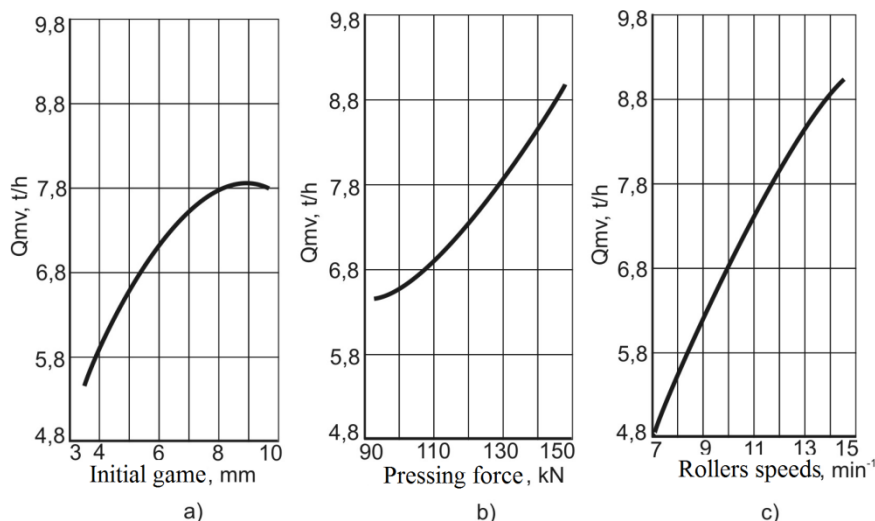 Qmv, t/h
9,8
8,8
7,8
6,8
5,8
4,8
3 4 6 8 10
Initial game, mm
a)
Qmv, t/h
9,8
8,8
7,8
6,8
5,8
4,8
90 110 130 150
Pressing force, kN
b)
Qmv, t/h
9,8
8,8
7,8
6,8
5,8
4,8
7 9 11 13 15
Rollers speeds, min⁻¹
c)